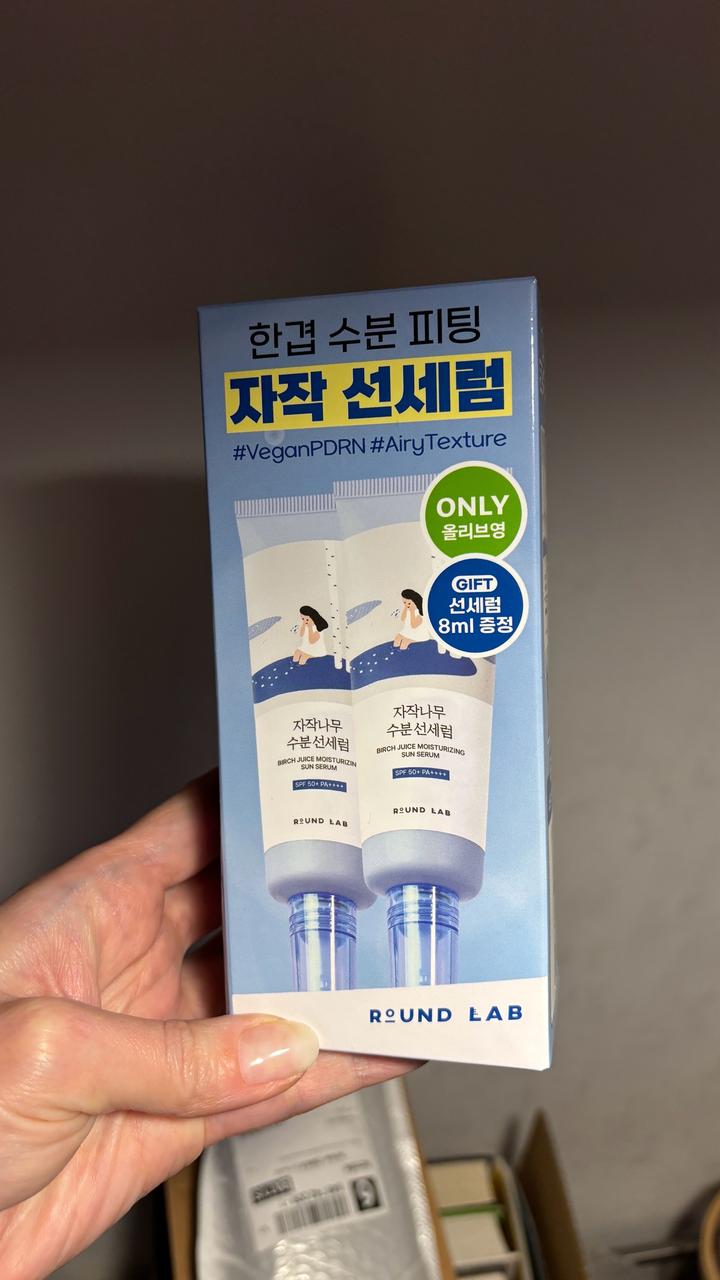 한겹 수분 피팅
자작 선세럼
#VeganPDRN #AiryTexture
ONLY
올리브영
GIFT
선세럼
8ml 증정
자작나무
수분선세럼
BIRCH JUICE MOISTURIZIN
SUN SERUM
SPF 50+ PA++++
ROUND LAB
자작나무
수분선세럼
BIRCH JUICE MOISTURIZING
SUN SERUM
SPF 50+ PA++++
ROUND LAB
ROUND LAB